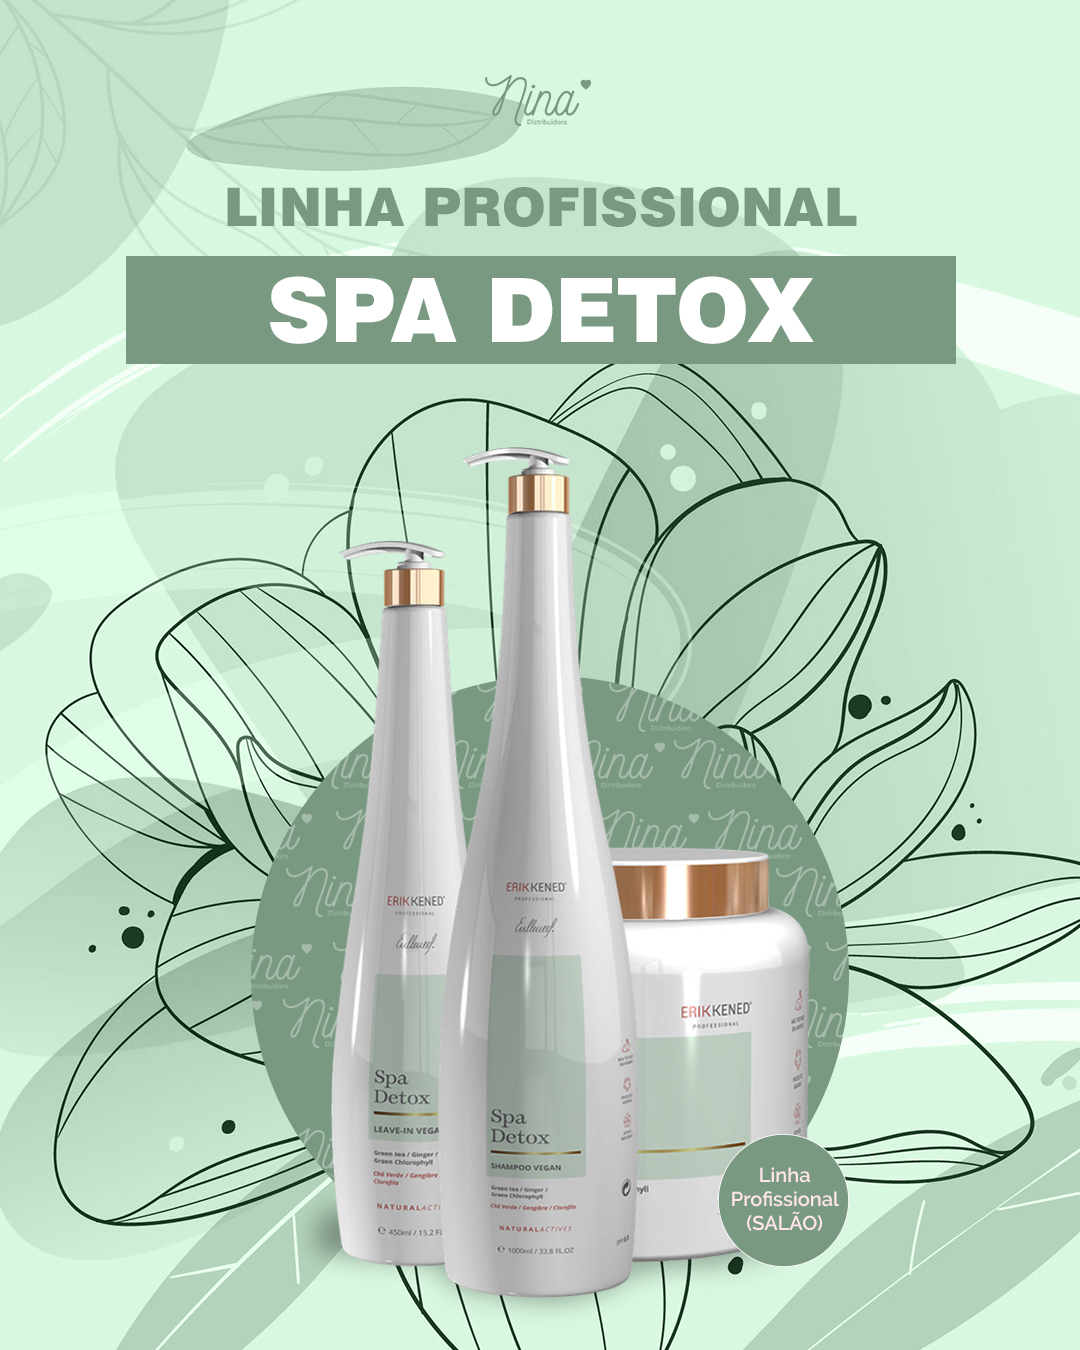 Nina
Distribuidora
LINHA PROFISSIONAL
SPA DETOX
ERIKKENED
PROFESSIONAL
Spa
Detox
LEAVE-IN VEGA
Green tea / Ginger /
Green Chlorophyll
Chá Verde / Gengibre
Clorofila
NATURALACTI
℮ 450ml / 15.2 F
ERIKKENED
PROFESSIONAL
Spa
Detox
SHAMPOO VEGAN
Green tea / Ginger /
Green Chlorophyll
Chá Verde / Gengibre / Clorofila
NATURALACTIVES
℮ 1000ml / 33.8 FL.OZ
ERIKKENED
PROFESSIONAL
hyll
Linha
Profissional
(SALÃO)